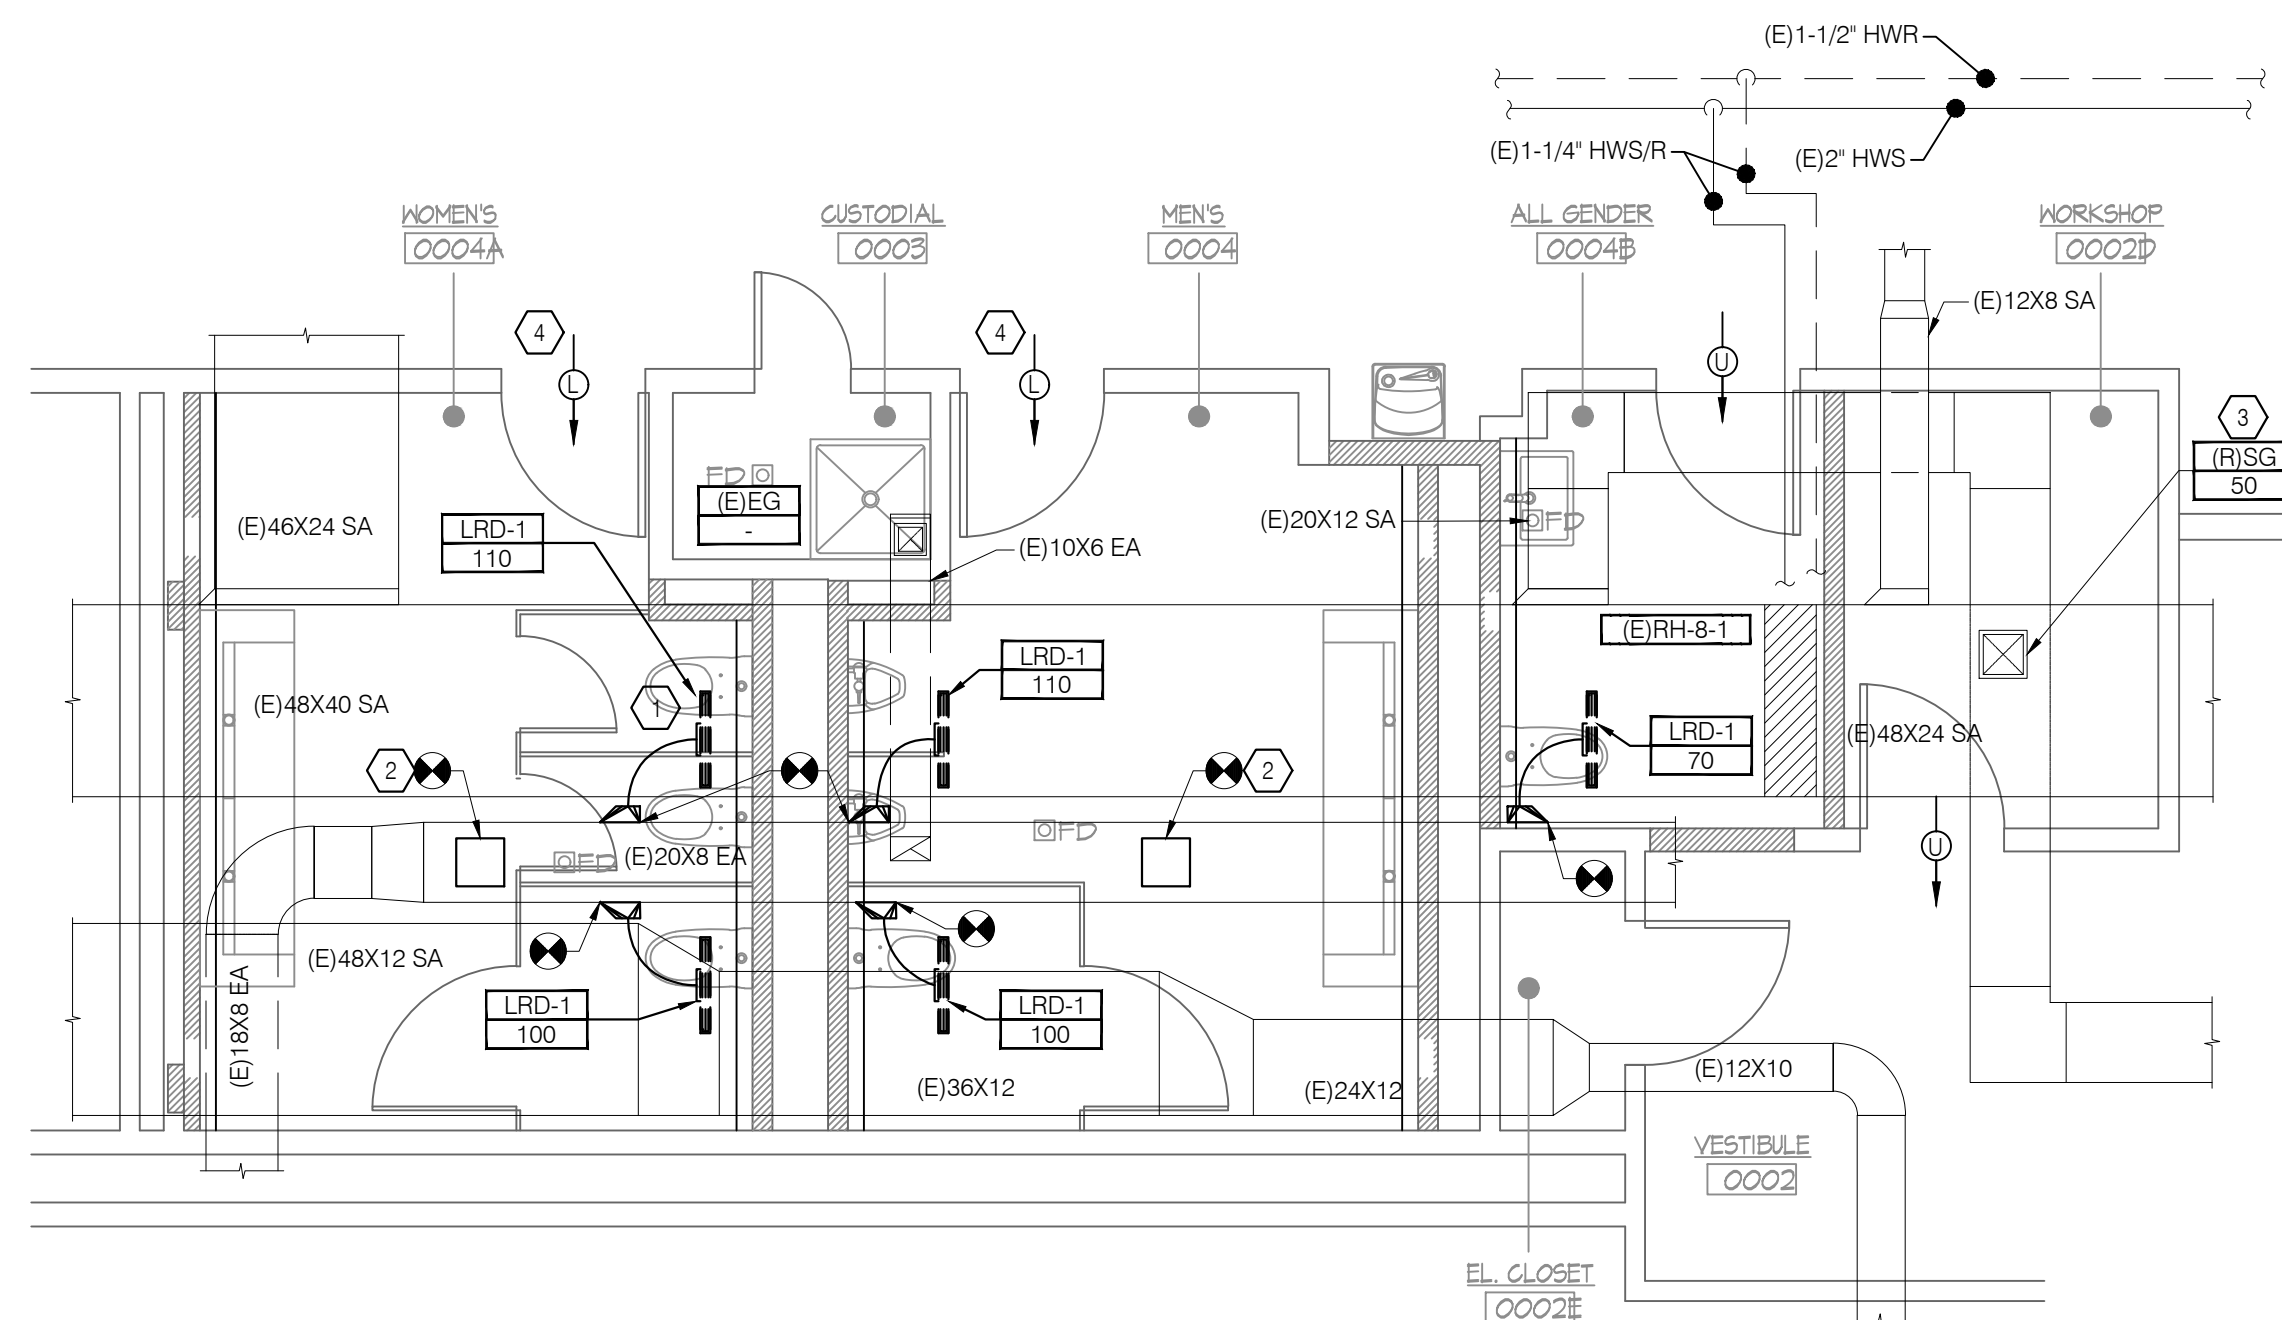 (E)1-1/2" HWR
(E)1-1/4" HWS/R
(E)2" HWS
WOMEN'S
0004A
CUSTODIAL
0003
MEN'S
0004
ALL GENDER
0004B
WORKSHOP
0002D
4
L
4
L
U
(E)12X8 SA
3
(R)SG
50
FD
(E)EG
-
(E)46X24 SA
LRD-1
110
(E)10X6 EA
(E)20X12 SA
FD
(E)RH-8-1
LRD-1
110
(E)48X40 SA
1
LRD-1
70
(E)48X24 SA
2
2
FD
(E)20X8 EA
FD
U
(E)48X12 SA
(E)18X8 EA
LRD-1
100
LRD-1
100
(E)36X12
(E)24X12
(E)12X10
VESTIBULE
0002
EL. CLOSET
0002E